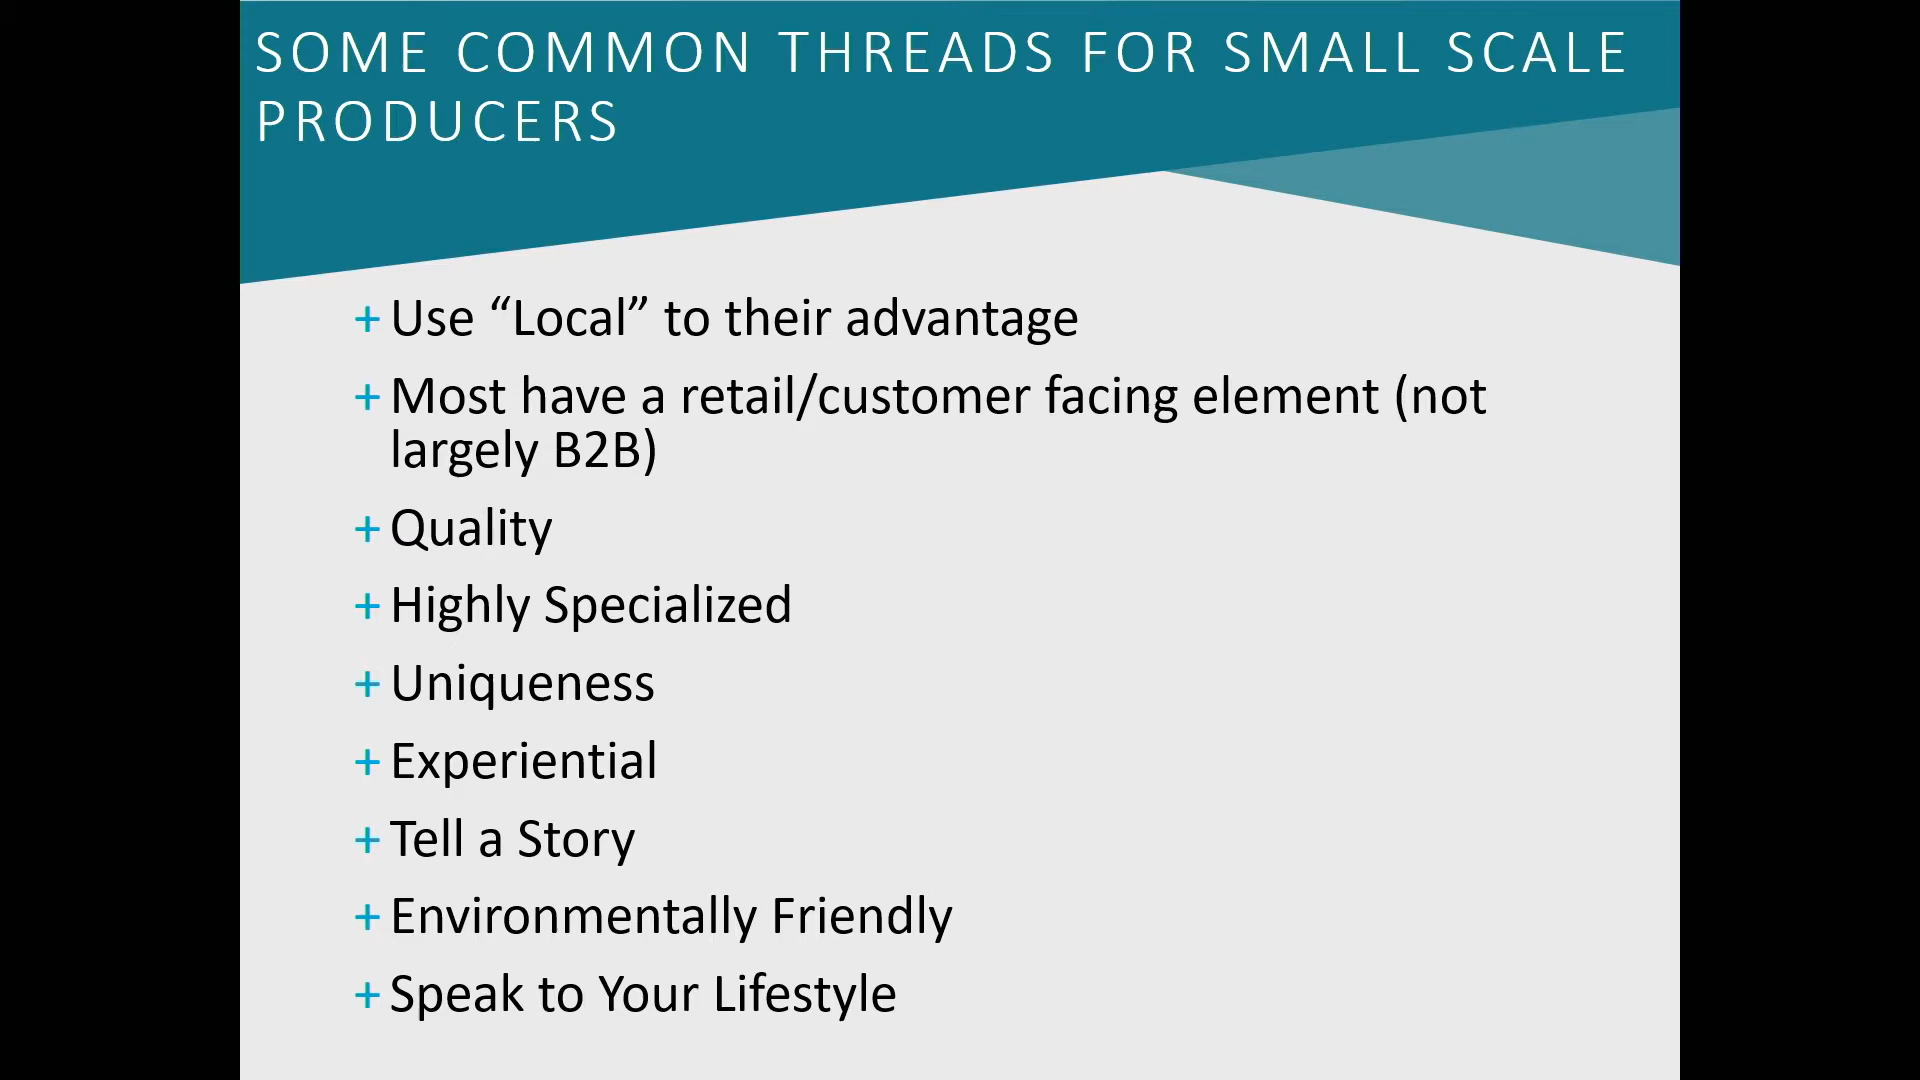 SOME COMMON THREADS FOR SMALL SCALE
PRODUCERS
+ Use “Local” to their advantage
+ Most have a retail/customer facing element (not
largely B2B)
+ Quality
+ Highly Specialized
+ Uniqueness
+ Experiential
+ Tell a Story
+ Environmentally Friendly
+ Speak to Your Lifestyle